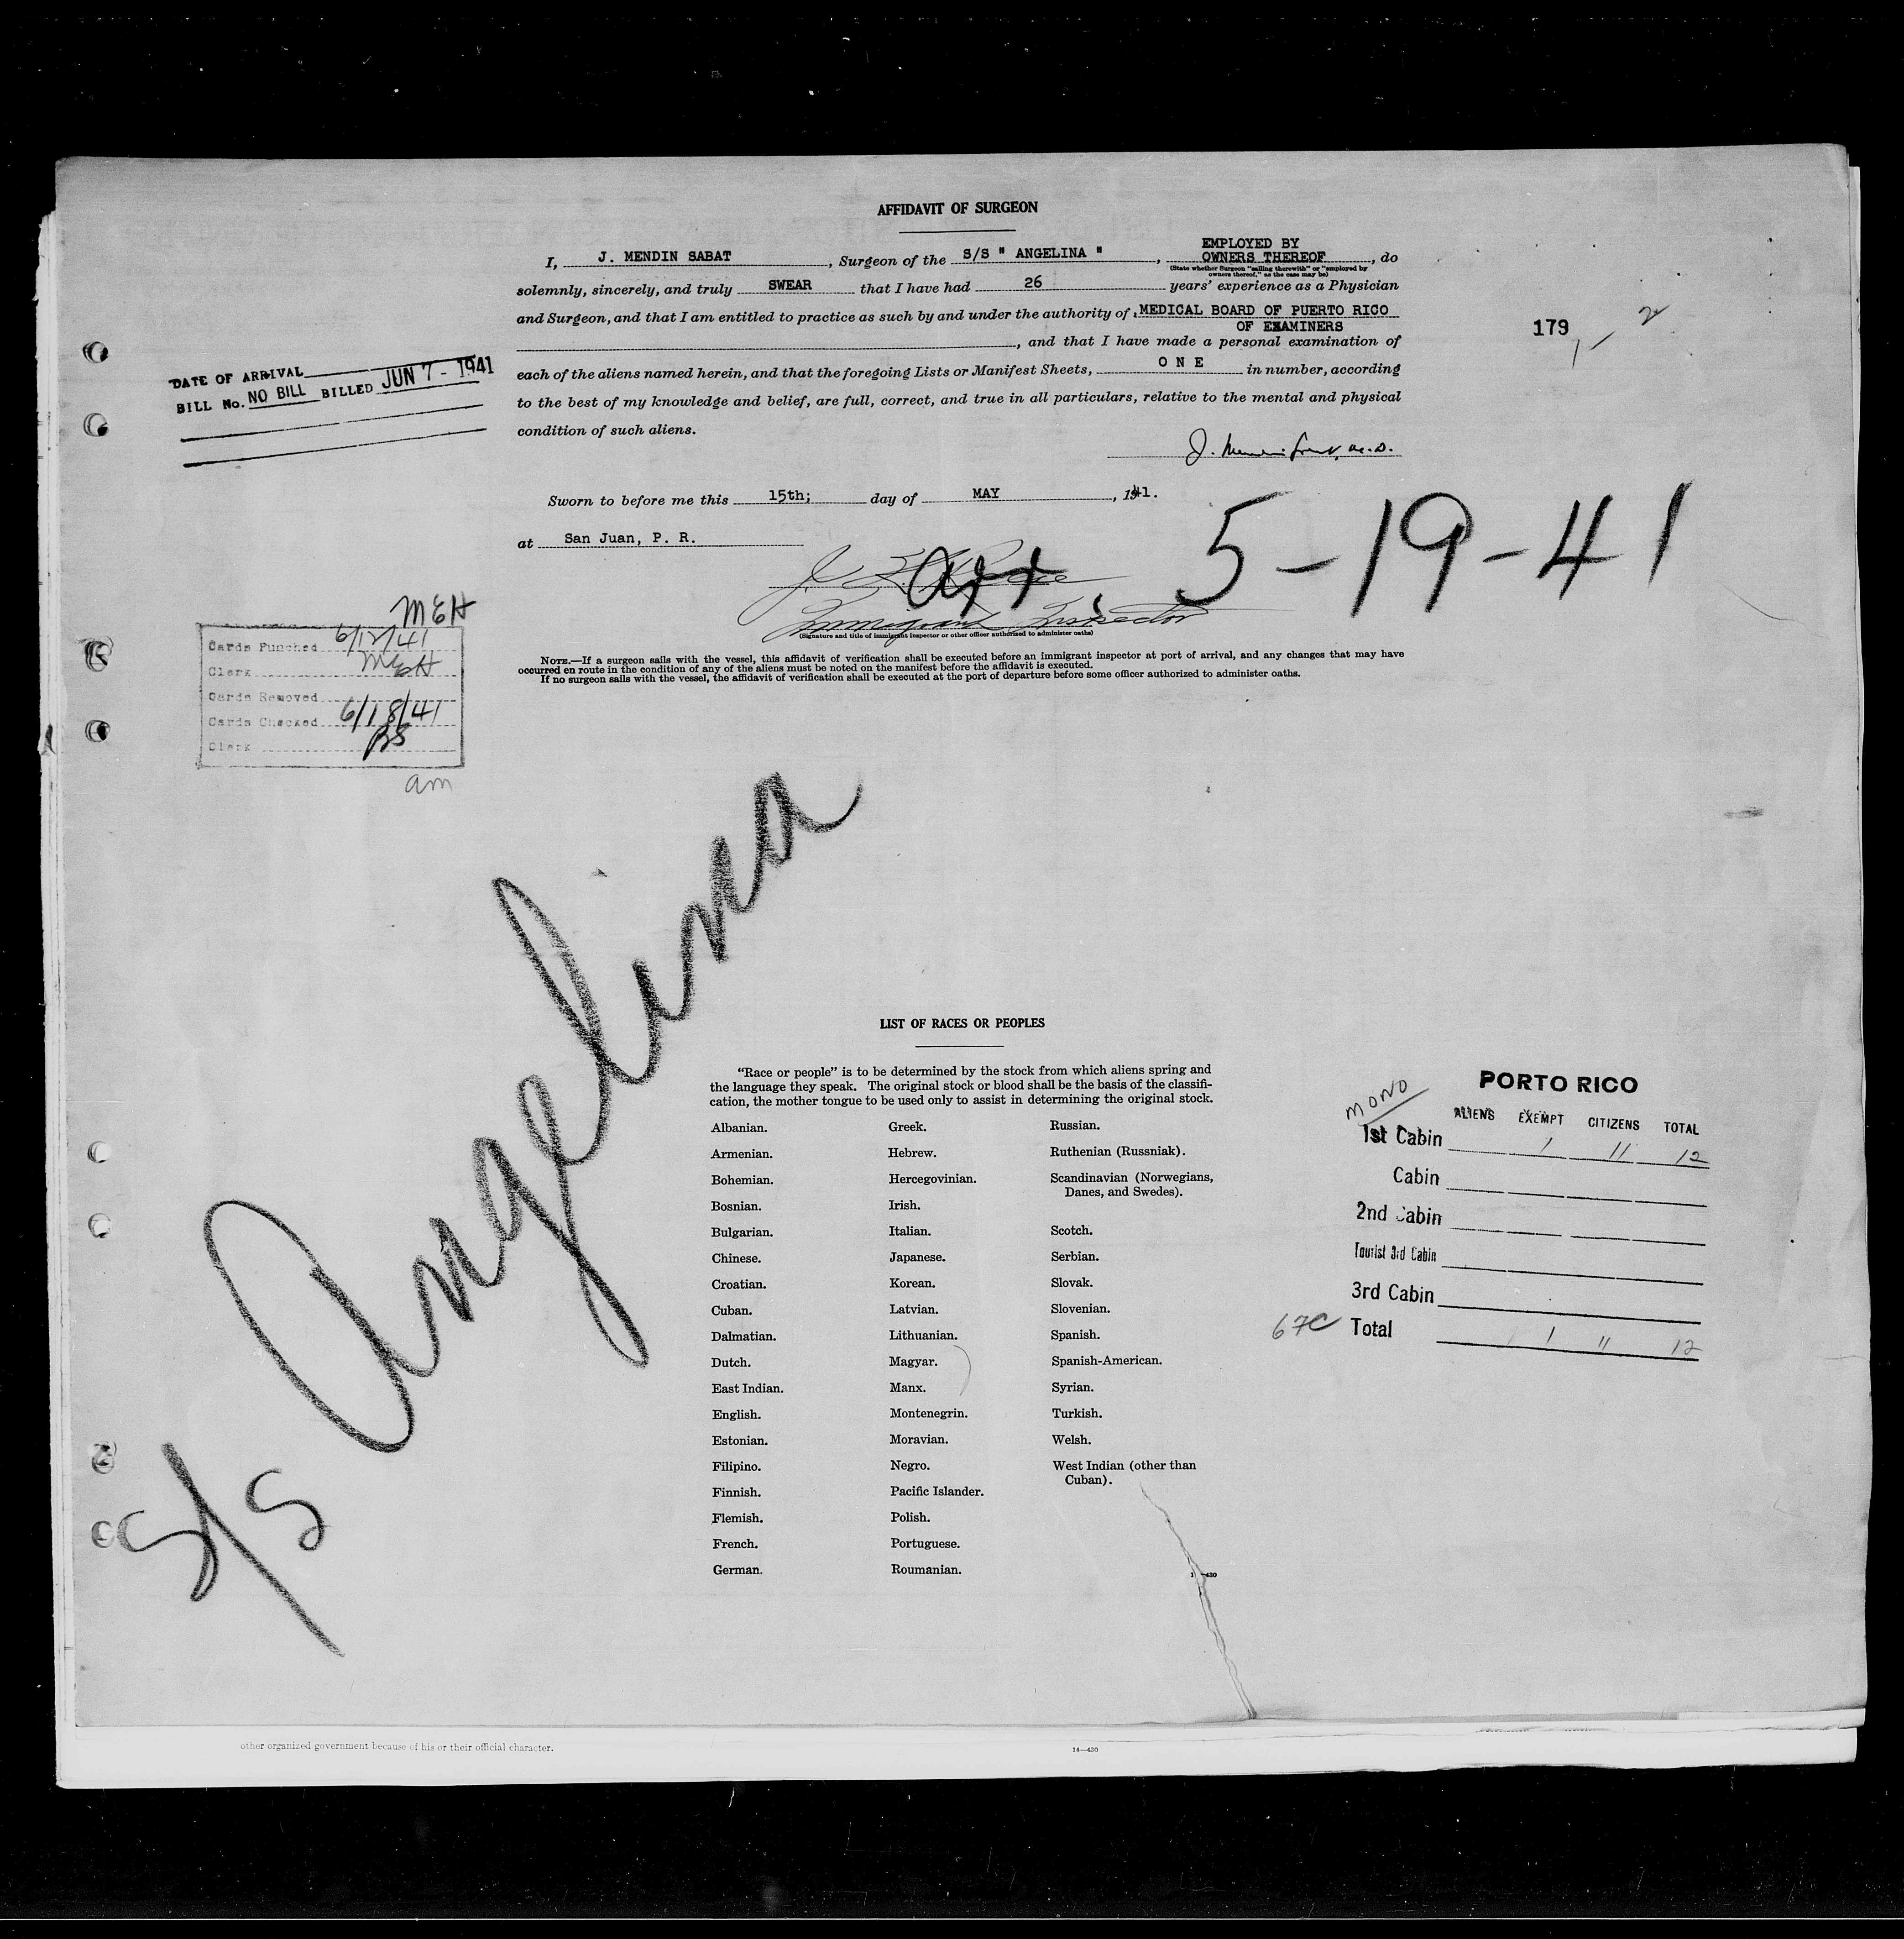 AFFIDAVIT OF SURGEON
I, J. MENDIN SABAT, Surgeon of the S/S " ANGELINA ", EMPLOYED BY OWNERS THEREOF, do
(State whether Surgeon "sailing therewith" or "employed by owners thereof," as the case may be)
solemnly, sincerely, and truly SWEAR that I have had 26 years' experience as a Physician
and Surgeon, and that I am entitled to practice as such by and under the authority of MEDICAL BOARD OF PUERTO RICO
OF EXAMINERS
, and that I have made a personal examination of
each of the aliens named herein, and that the foregoing Lists or Manifest Sheets, O N E in number, according
to the best of my knowledge and belief, are full, correct, and true in all particulars, relative to the mental and physical
condition of such aliens.
179
DATE OF ARRIVAL
BILL No. NO BILL BILLED JUN 7 - 1941
Sworn to before me this 15th; day of MAY, 1941.
at San Juan, P. R.
Arr. 5-19-41
Immigrant Inspector
(Signature and title of immigrant inspector or other officer authorized to administer oaths)
NOTE.—If a surgeon sails with the vessel, this affidavit of verification shall be executed before an immigrant inspector at port of arrival, and any changes that may have
occurred en route in the condition of any of the aliens must be noted on the manifest before the affidavit is executed.
If no surgeon sails with the vessel, the affidavit of verification shall be executed at the port of departure before some officer authorized to administer oaths.
MEH
Cards Punched 6/12/41
Clerk MEH
Cards Removed
Cards Checked 6/18/41
Clerk BS
am
S/S Angelina
LIST OF RACES OR PEOPLES
"Race or people" is to be determined by the stock from which aliens spring and
the language they speak. The original stock or blood shall be the basis of the classifi-
cation, the mother tongue to be used only to assist in determining the original stock.
Albanian.
Armenian.
Bohemian.
Bosnian.
Bulgarian.
Chinese.
Croatian.
Cuban.
Dalmatian.
Dutch.
East Indian.
English.
Estonian.
Filipino.
Finnish.
Flemish.
French.
German.
Greek.
Hebrew.
Hercegovinian.
Irish.
Italian.
Japanese.
Korean.
Latvian.
Lithuanian.
Magyar.
Manx.
Montenegrin.
Moravian.
Negro.
Pacific Islander.
Polish.
Portuguese.
Roumanian.
Russian.
Ruthenian (Russniak).
Scandinavian (Norwegians,
Danes, and Swedes).
Scotch.
Serbian.
Slovak.
Slovenian.
Spanish.
Spanish-American.
Syrian.
Turkish.
Welsh.
West Indian (other than
Cuban).
MONO
PORTO RICO
ALIENS EXEMPT CITIZENS TOTAL
1st Cabin 1 11 12
Cabin
2nd Cabin
Tourist 3rd Cabin
3rd Cabin
67C Total 1 11 12
other organized government because of his or their official character.
14—430